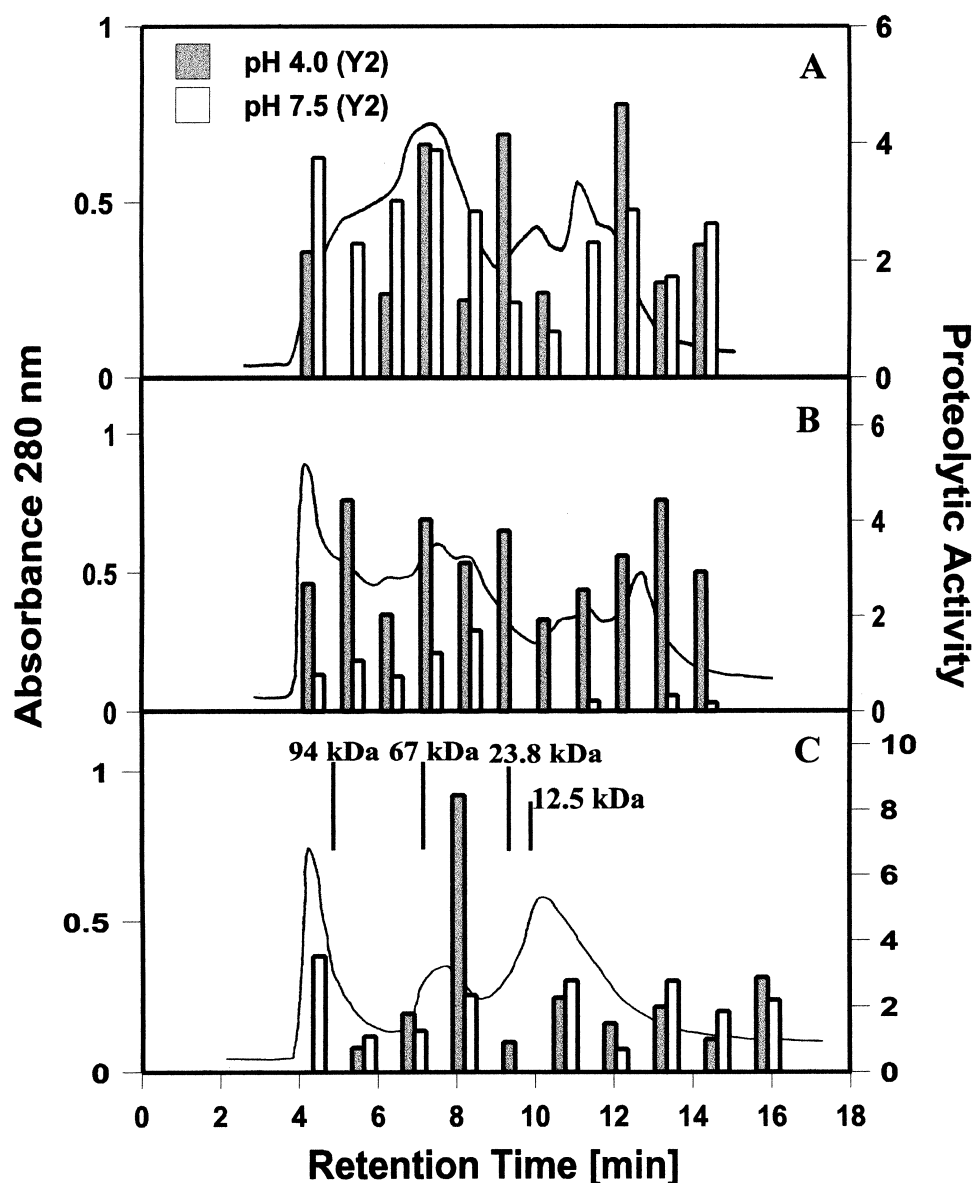 1
6
pH 4.0 (Y2)
A
pH 7.5 (Y2)
4
0.5
2
0
0
B
1
6
4
0.5
2
0
0
C
94 kDa 67 kDa 23.8 kDa
10
1
12.5 kDa
8
6
0.5
4
2
0
0
0 2 4 6 8 10 12 14 16 18
Retention Time [min]
Absorbance 280 nm
Proteolytic Activity